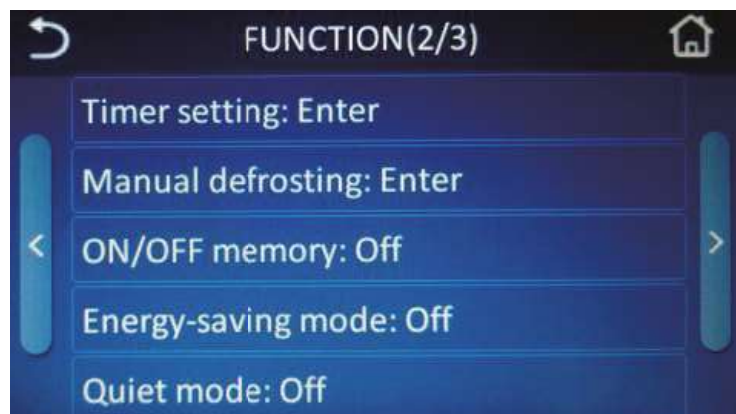 FUNCTION(2/3)
Timer setting: Enter
Manual defrosting: Enter
< ON/OFF memory: Off >
Energy-saving mode: Off
Quiet mode: Off